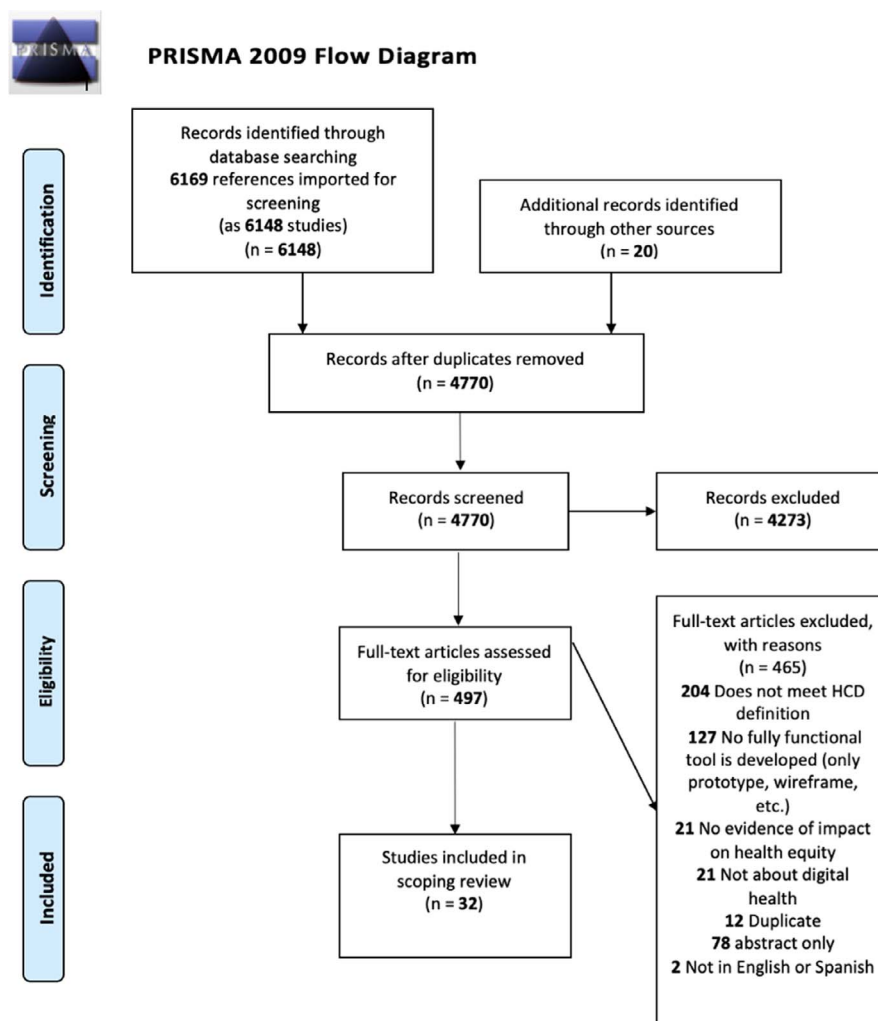 PRISMA
PRISMA 2009 Flow Diagram
Identification
Records identified through
database searching
6169 references imported for
screening
(as 6148 studies)
(n = 6148)
Additional records identified
through other sources
(n = 20)
Records after duplicates removed
(n = 4770)
Screening
Records screened
(n = 4770)
Records excluded
(n = 4273)
Eligibility
Full-text articles assessed
for eligibility
(n = 497)
Full-text articles excluded,
with reasons
(n = 465)
204 Does not meet HCD
definition
127 No fully functional
tool is developed (only
prototype, wireframe,
etc.)
21 No evidence of impact
on health equity
21 Not about digital
health
12 Duplicate
78 abstract only
2 Not in English or Spanish
Included
Studies included in
scoping review
(n = 32)